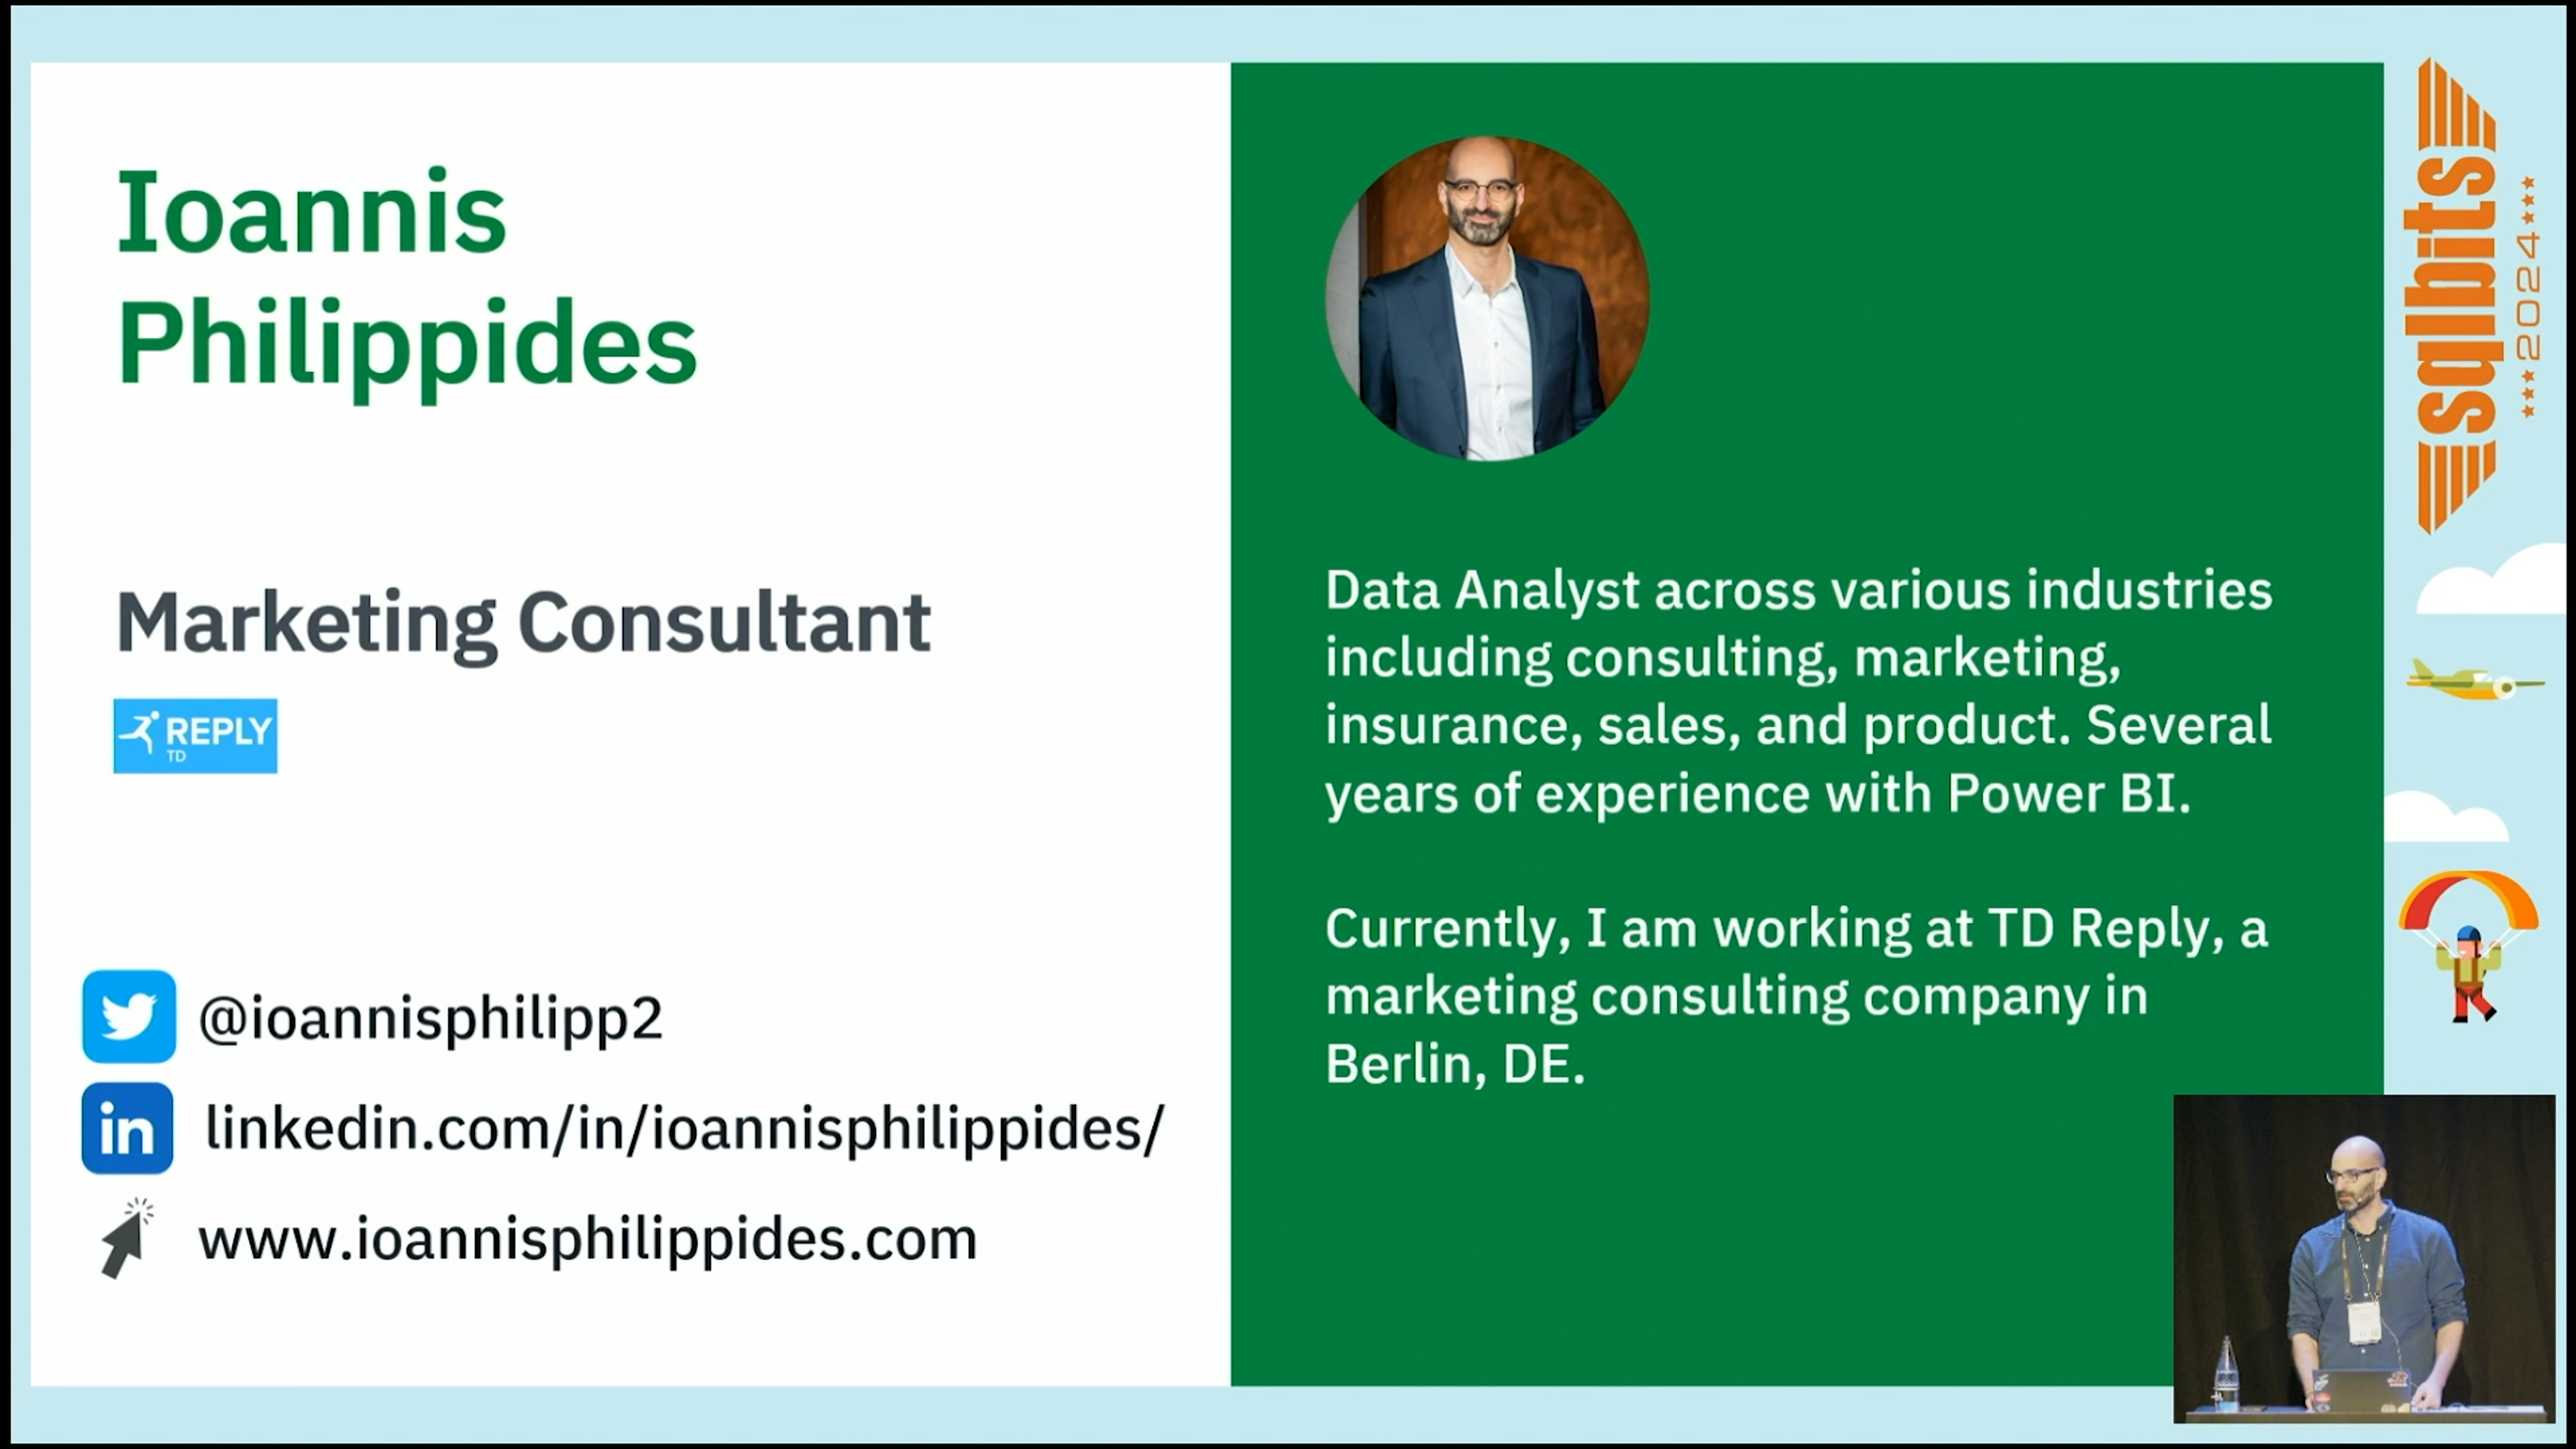 Ioannis
Philippides
Marketing Consultant
REPLY
TD
@ioannisphilipp2
linkedin.com/in/ioannisphilippides/
www.ioannisphilippides.com
Data Analyst across various industries
including consulting, marketing,
insurance, sales, and product. Several
years of experience with Power BI.
Currently, I am working at TD Reply, a
marketing consulting company in
Berlin, DE.
sqlbits
2024